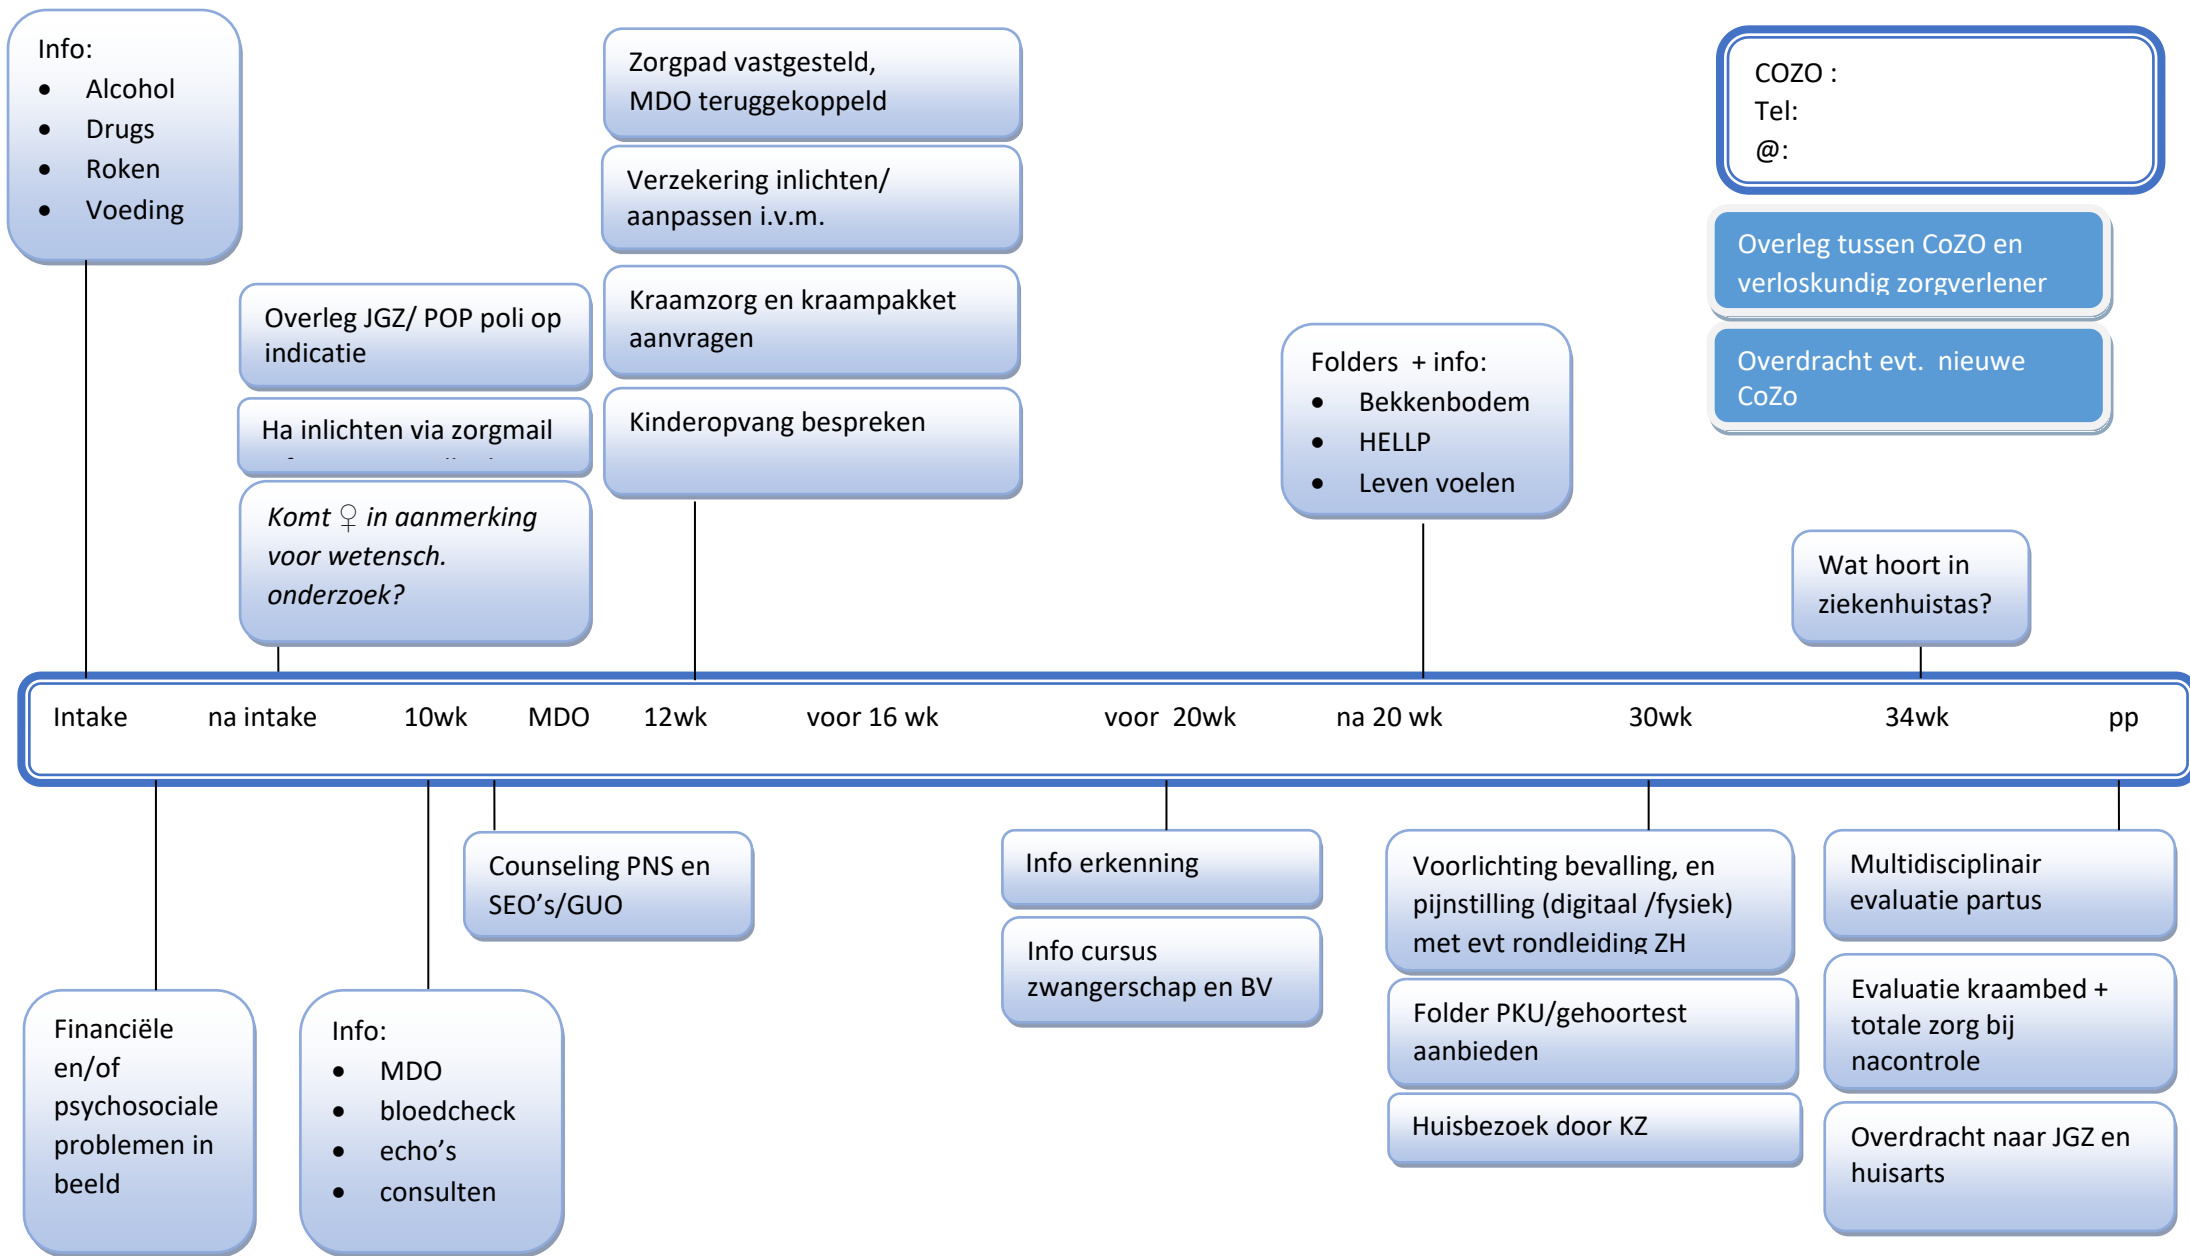 Info:
• Alcohol
• Drugs
• Roken
• Voeding
Overleg JGZ/ POP poli op
indicatie
Ha inlichten via zorgmail
Komt ♀ in aanmerking
voor wetensch.
onderzoek?
Zorgpad vastgesteld,
MDO teruggekoppeld
Verzekering inlichten/
aanpassen i.v.m.
Kraamzorg en kraampakket
aanvragen
Kinderopvang bespreken
Folders + info:
• Bekkenbodem
• HELLP
• Leven voelen
COZO :
Tel:
@:
Overleg tussen CoZO en
verloskundig zorgverlener
Overdracht evt. nieuwe
CoZo
Wat hoort in
ziekenhuistas?
Intake na intake 10wk MDO 12wk voor 16 wk voor 20wk na 20 wk 30wk 34wk pp
Financiële
en/of
psychosociale
problemen in
beeld
Info:
• MDO
• bloedcheck
• echo’s
• consulten
Counseling PNS en
SEO’s/GUO
Info erkenning
Info cursus
zwangerschap en BV
Voorlichting bevalling, en
pijnstilling (digitaal /fysiek)
met evt rondleiding ZH
Folder PKU/gehoortest
aanbieden
Huisbezoek door KZ
Multidisciplinair
evaluatie partus
Evaluatie kraambed +
totale zorg bij
nacontrole
Overdracht naar JGZ en
huisarts